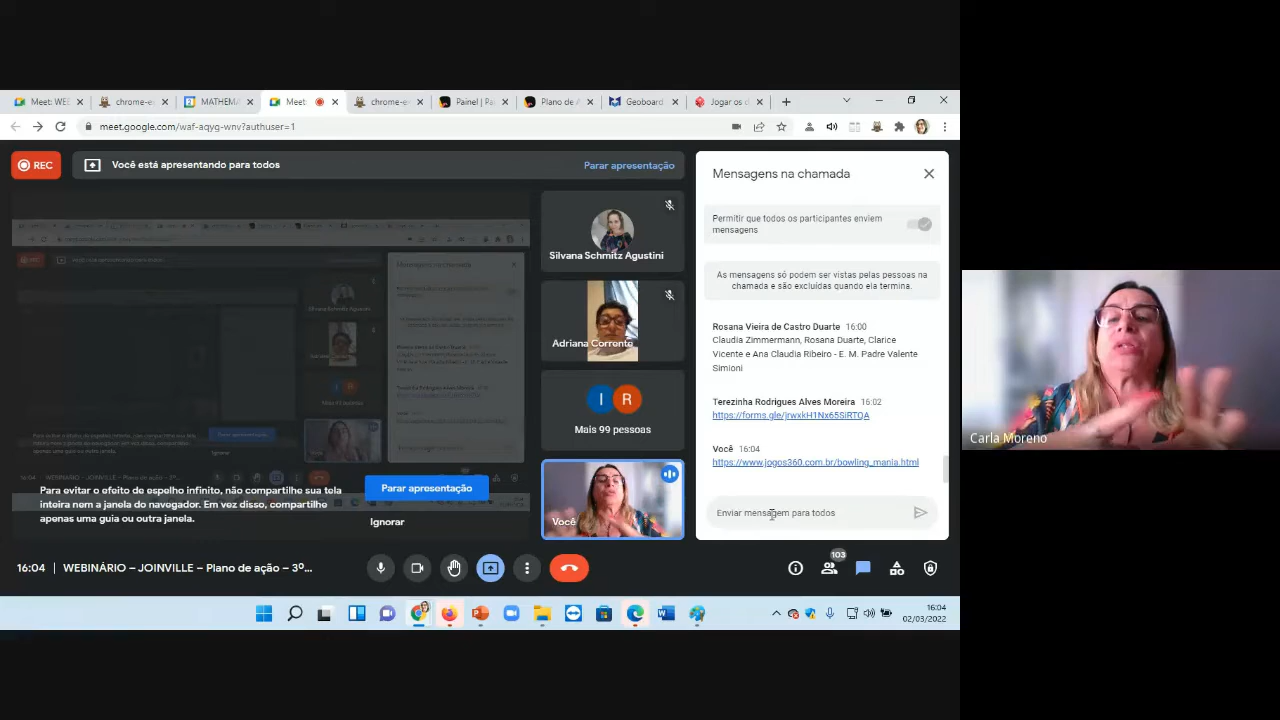 Meet: WE
chrome-e
MATHEMA
Meet
chrome-e
Painel | Pa
Plano de A
Geoboard
Jogar os d
meet.google.com/waf-aqyg-wnv?authuser=1
REC
Você está apresentando para todos
Parar apresentação
Mensagens na chamada
Permitir que todos os participantes enviem
mensagens
As mensagens só podem ser vistas pelas pessoas na
chamada e são excluídas quando ela termina.
Silvana Schmitz Agustini
Adriana Corrente
Mais 99 pessoas
I
R
Você
Rosana Vieira de Castro Duarte 16:00
Claudia Zimmermann, Rosana Duarte, Clarice
Vicente e Ana Claudia Ribeiro - E. M. Padre Valente
Simioni
Terezinha Rodrigues Alves Moreira 16:02
https://forms.gle/jrwxkH1Nx65SiRTQA
Você 16:04
https://www.jogos360.com.br/bowling_mania.html
Enviar mensagem para todos
Para evitar o efeito de espelho infinito, não compartilhe sua tela
inteira nem a janela do navegador. Em vez disso, compartilhe
apenas uma guia ou outra janela.
Parar apresentação
Ignorar
16:04 | WEBINÁRIO – JOINVILLE – Plano de ação – 3º...
103
16:04
02/03/2022
Carla Moreno